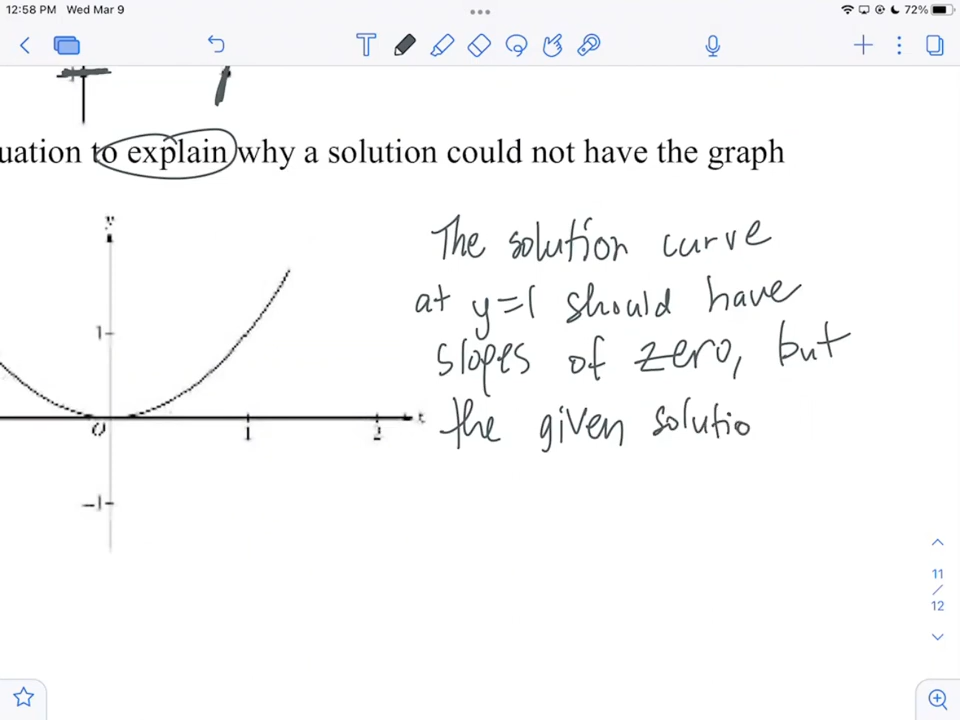 12:58 PM Wed Mar 9
72%
T
uation to explain why a solution could not have the graph
y
1
0
1
2
t
-1
The solution curve
at y=1 should have
slopes of zero, but
the given solutio
11
/
12